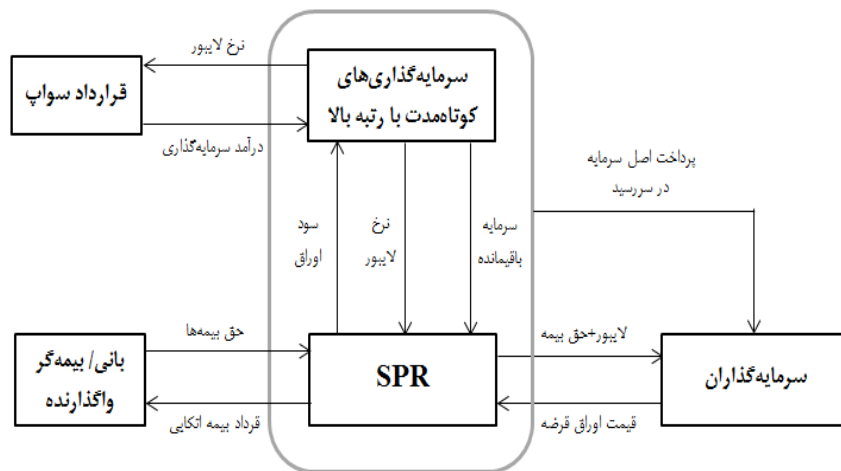 نرخ لایبور
قرارداد سواپ
درآمد سرمایه‌گذاری
سرمایه‌گذاری‌های
کوتاه‌مدت با رتبه بالا
پرداخت اصل سرمایه
در سررسید
سود
اوراق
نرخ
لایبور
سرمایه
باقیمانده
بانی/ بیمه‌گر
واگذارنده
حق بیمه‌ها
قرداد بیمه اتکایی
SPR
لایبور+حق بیمه
قیمت اوراق قرضه
سرمایه‌گذاران